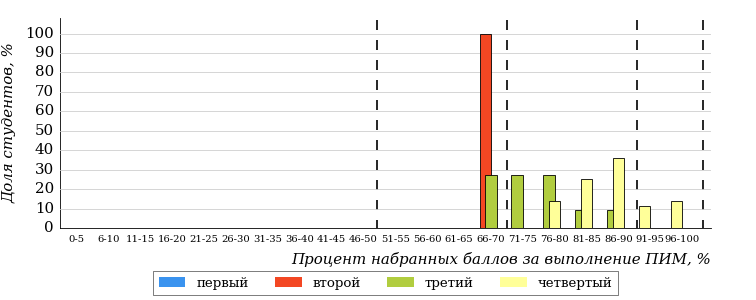 Доля студентов, %
100
90
80
70
60
50
40
30
20
10
0
0-5 6-10 11-15 16-20 21-25 26-30 31-35 36-40 41-45 46-50 51-55 56-60 61-65 66-70 71-75 76-80 81-85 86-90 91-95 96-100
Процент набранных баллов за выполнение ПИМ, %
первый второй третий четвертый